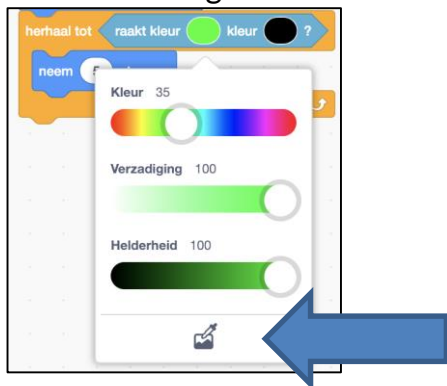 herhaal tot raakt kleur kleur ?
neem
Kleur 35
Verzadiging 100
Helderheid 100